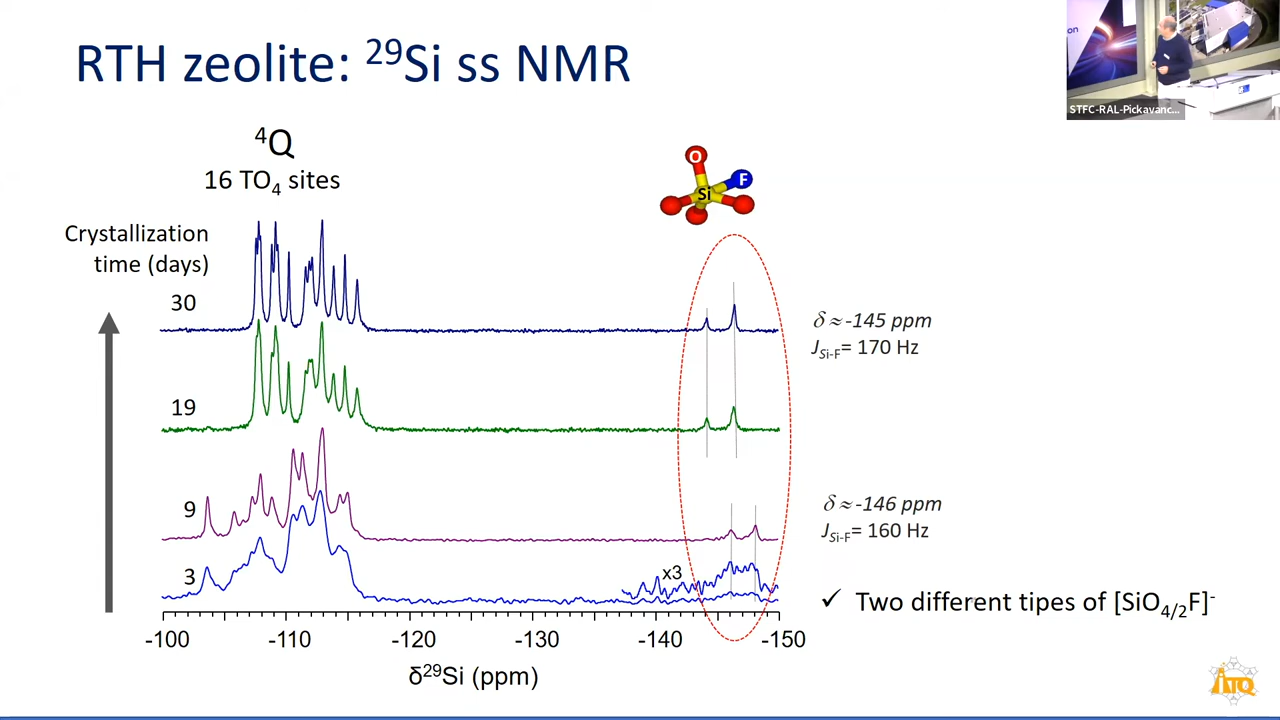 RTH zeolite: ²⁹Si ss NMR
on
STFC-RAL-Pickavanc...
⁴Q
16 TO₄ sites
Crystallization
time (days)
O
F
Si
30
δ ≈-145 ppm
J_Si-F= 170 Hz
19
9
δ ≈-146 ppm
J_Si-F= 160 Hz
3
x3
✓ Two different tipes of [SiO₄/₂F]⁻
-100 -110 -120 -130 -140 -150
δ²⁹Si (ppm)
iTQ